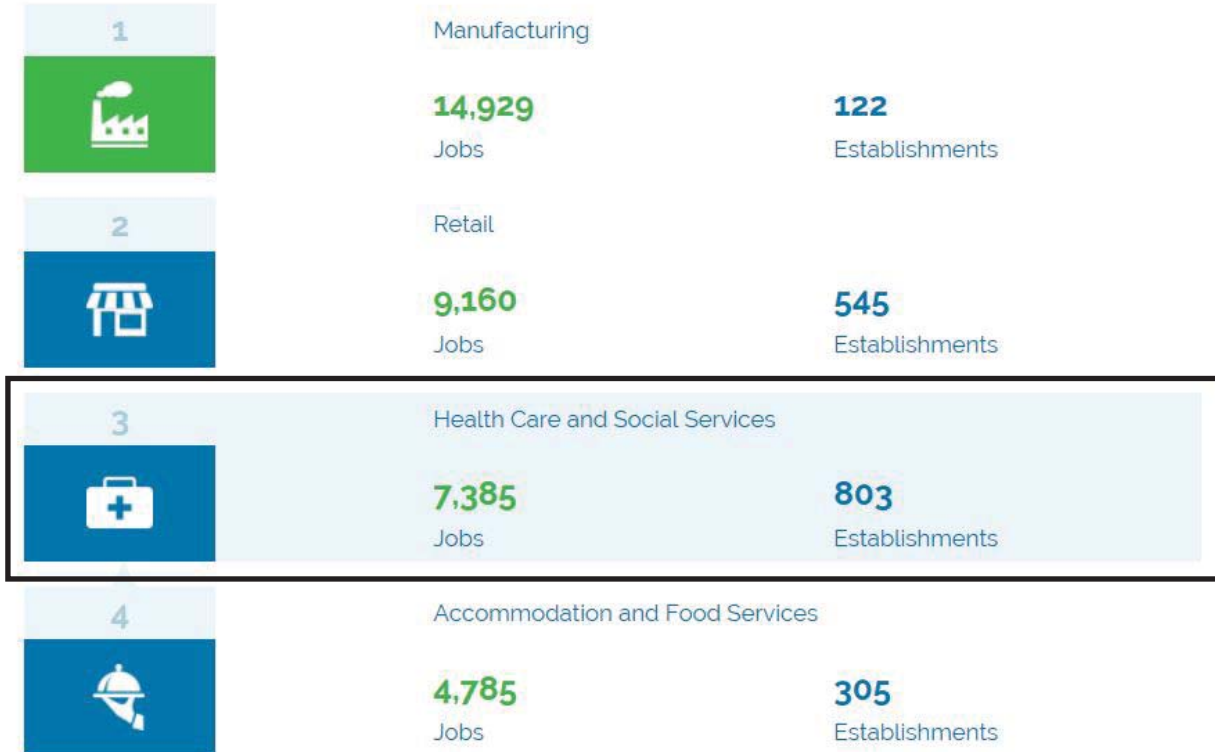 1
Manufacturing
14,929
122
Jobs
Establishments
2
Retail
9,160
545
Jobs
Establishments
3
Health Care and Social Services
7,385
803
Jobs
Establishments
4
Accommodation and Food Services
4,785
305
Jobs
Establishments